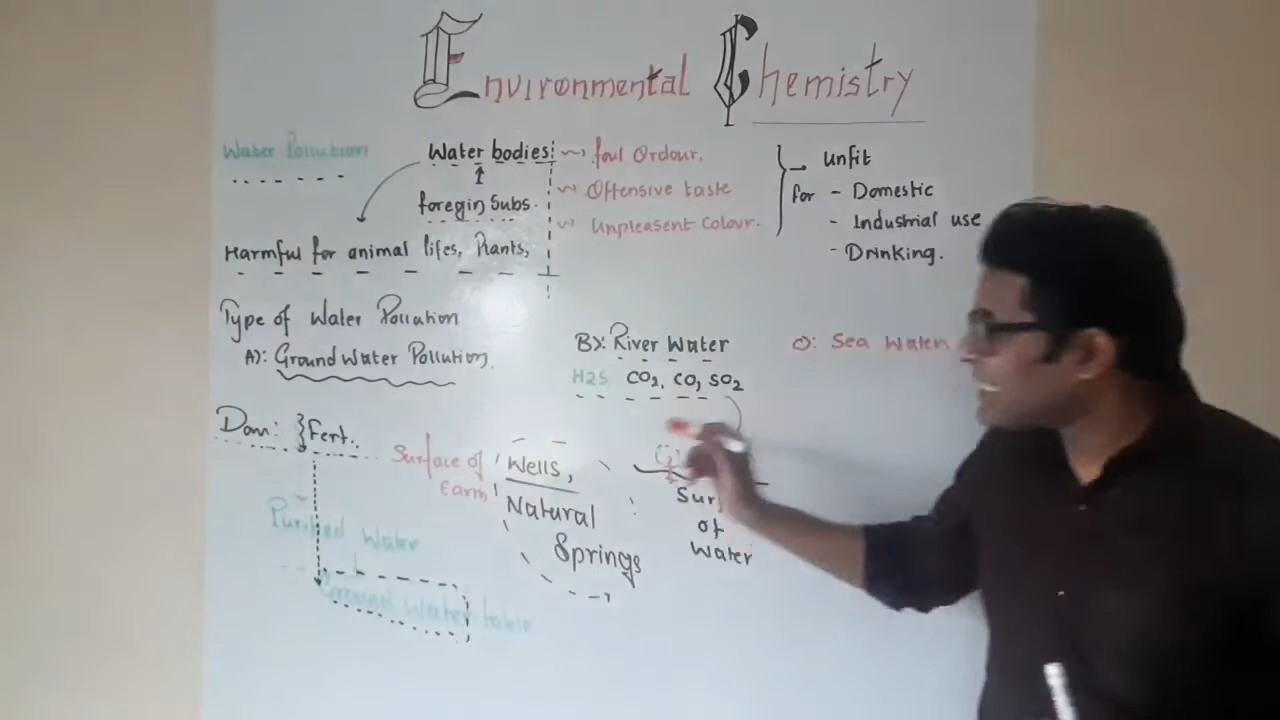 Environmental Chemistry
Water Pollution
Water bodies:
foregin Subs.
Harmful for animal lifes, Plants,
foul Ordour.
Offensive taste
Unpleasent Colour.
unfit
for - Domestic
- Industrial use
- Drinking.
Type of Water Pollution
A): Ground Water Pollution.
B): River Water
H2S CO2, CO, SO2
Sea Water
Dom: Fert.
Surface of
Earth
Wells,
Natural
Springs
Purified Water
Ground Water table
of
Water